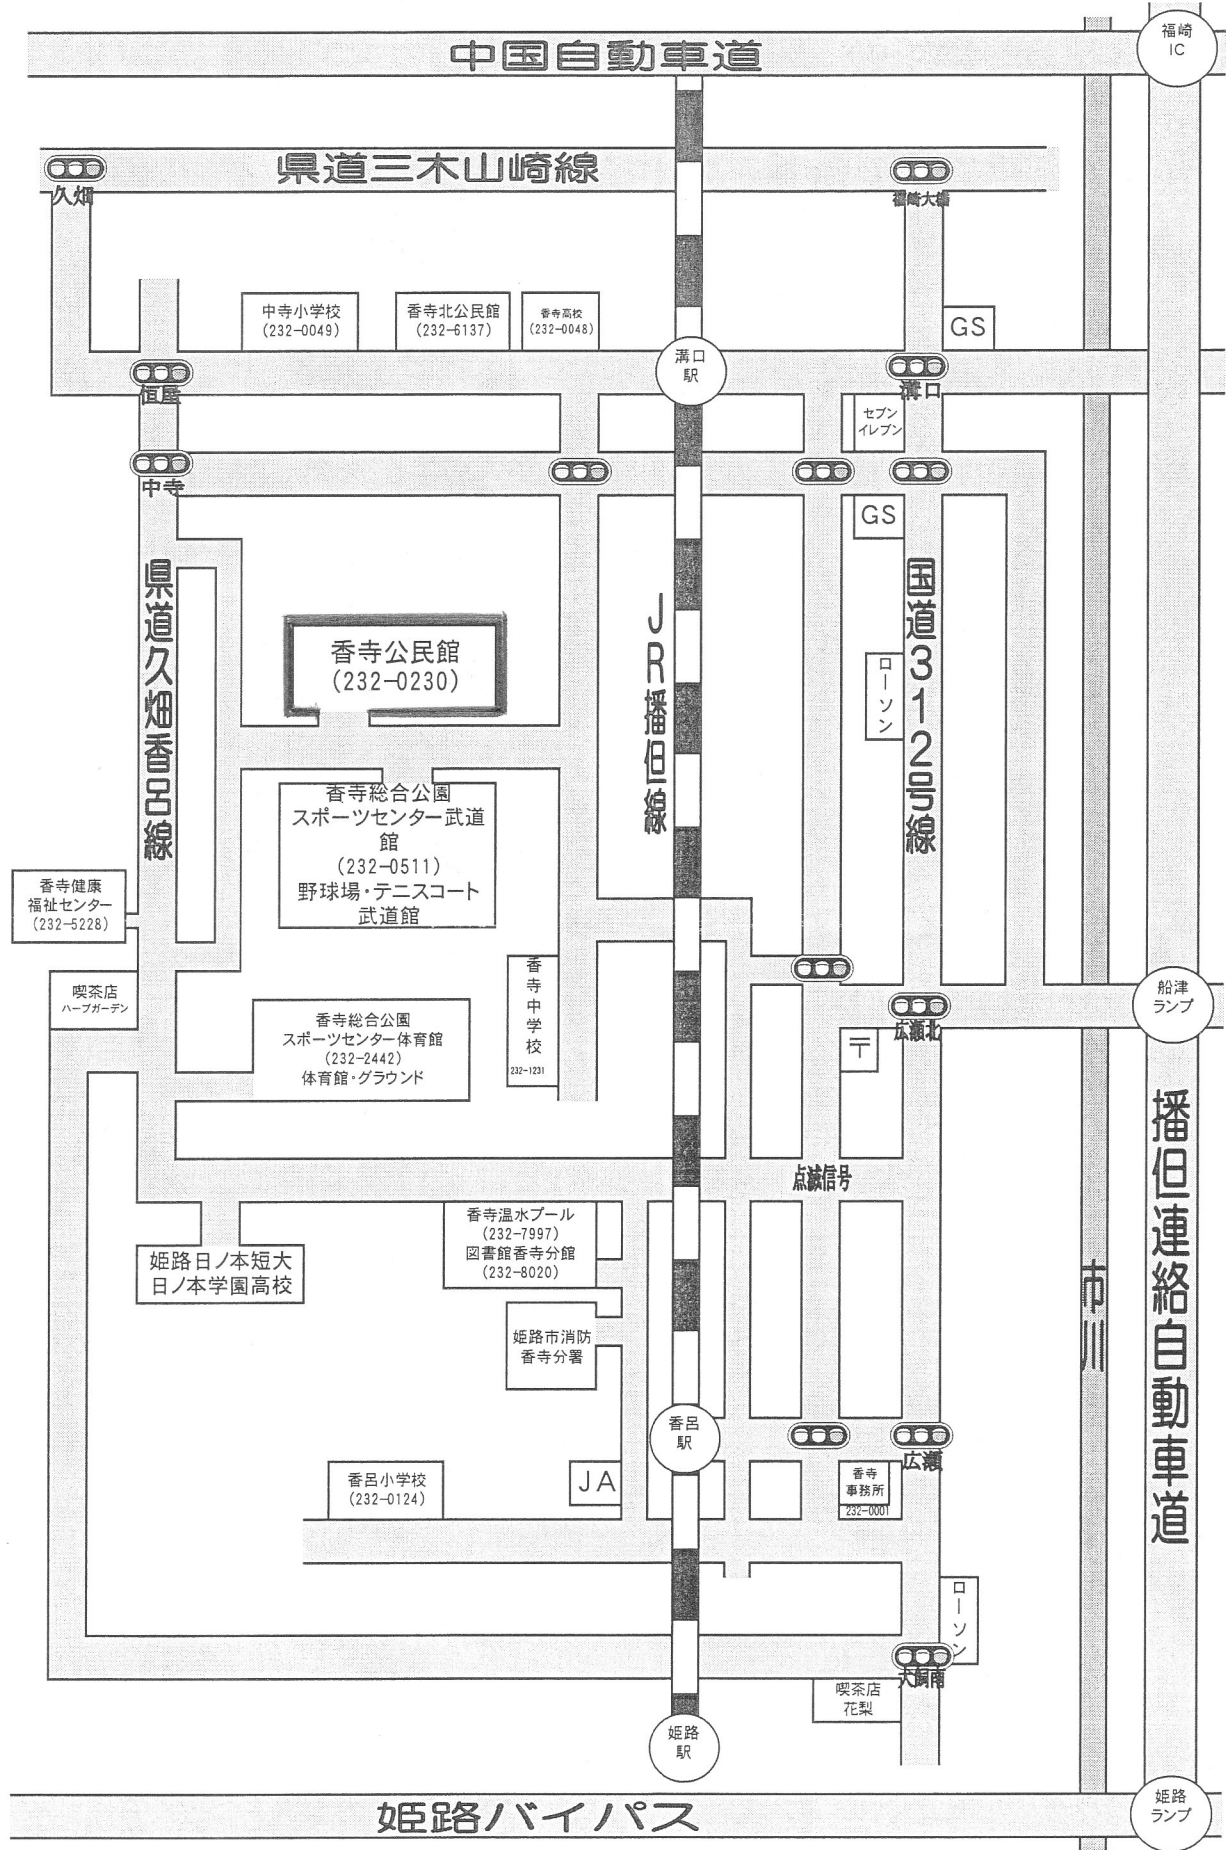 中国自動車道
福崎
IC
県道三木山崎線
久畑
福崎大橋
中寺小学校
(232-0049)
香寺北公民館
(232-6137)
香寺高校
(232-0048)
GS
溝口
駅
恒屋
溝口
セブン
イレブン
中寺
GS
県道久畑香呂線
国道312号線
JR播但線
香寺公民館
(232-0230)
ローソン
香寺総合公園
スポーツセンター武道
館
(232-0511)
野球場・テニスコート
武道館
香寺健康
福祉センター
(232-5228)
喫茶店
ハーブガーデン
香寺総合公園
スポーツセンター体育館
(232-2442)
体育館・グラウンド
香寺中学校
232-1231
広瀬北
〒
船津
ランプ
播但連絡自動車道
点滅信号
香寺温水プール
(232-7997)
図書館香寺分館
(232-8020)
姫路日ノ本短大
日ノ本学園高校
市川
姫路市消防
香寺分署
香呂
駅
広瀬
香呂小学校
(232-0124)
JA
香寺
事務所
232-0001
ローソン
犬飼南
喫茶店
花梨
姫路
駅
姫路バイパス
姫路
ランプ